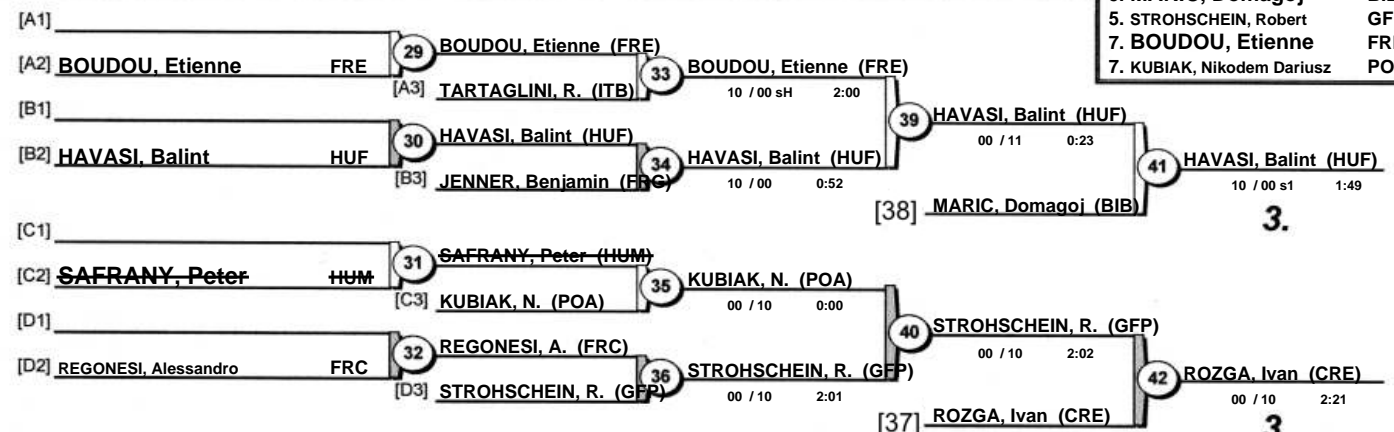 5. STROHSCHEIN, Robert
7. BOUDOU, Etienne
7. KUBIAK, Nikodem Dariusz
[A1]
[A2] BOUDOU, Etienne FRE
29 BOUDOU, Etienne (FRE)
[A3] TARTAGLINI, R. (ITB)
33 BOUDOU, Etienne (FRE)
10 / 00 sH 2:00
[B1]
[B2] HAVASI, Balint HUF
30 HAVASI, Balint (HUF)
[B3] JENNER, Benjamin (FRG)
34 HAVASI, Balint (HUF)
10 / 00 0:52
39 HAVASI, Balint (HUF)
00 / 11 0:23
[38] MARIC, Domagoj (BIB)
41 HAVASI, Balint (HUF)
10 / 00 s1 1:49
3.
[C1]
[C2] SAFRANY, Peter HUM
31 SAFRANY, Peter (HUM)
[C3] KUBIAK, N. (POA)
35 KUBIAK, N. (POA)
00 / 10 0:00
[D1]
[D2] REGONESI, Alessandro FRC
32 REGONESI, A. (FRC)
[D3] STROHSCHEIN, R. (GFP)
36 STROHSCHEIN, R. (GFP)
00 / 10 2:01
40 STROHSCHEIN, R. (GFP)
00 / 10 2:02
[37] ROZGA, Ivan (CRE)
42 ROZGA, Ivan (CRE)
00 / 10 2:21